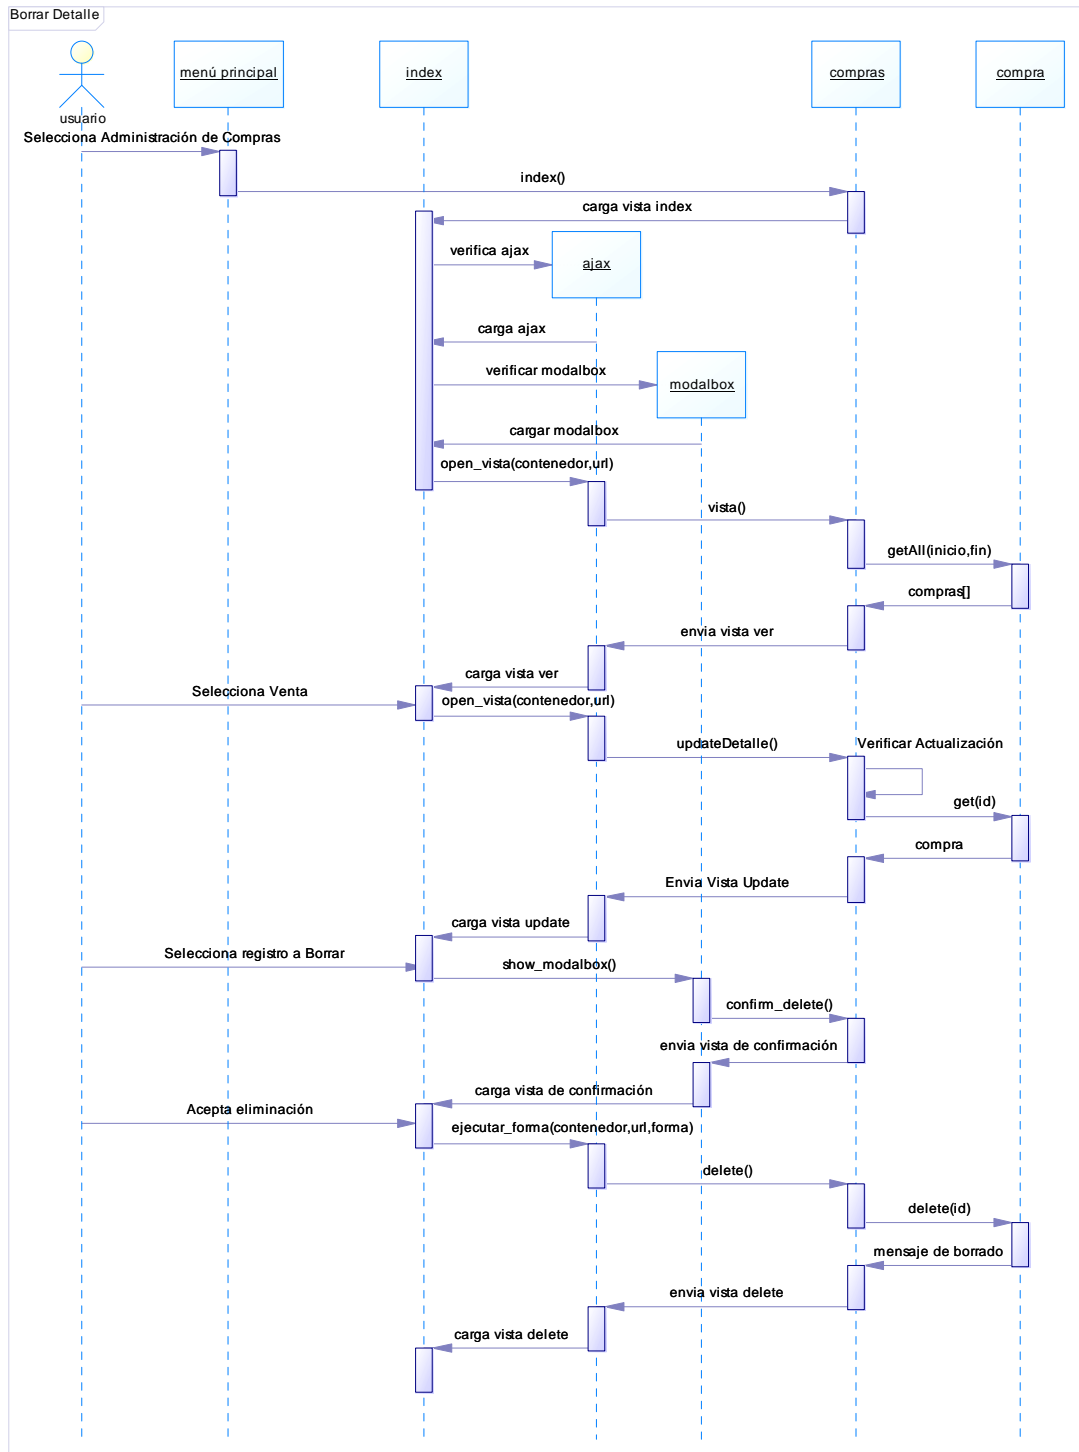 Borrar Detalle
menú principal
index
compras
compra
usuario
Selecciona Administración de Compras
index()
carga vista index
verifica ajax
ajax
carga ajax
verificar modalbox
modalbox
cargar modalbox
open_vista(contenedor,url)
vista()
getAll(inicio,fin)
compras[]
envia vista ver
carga vista ver
Selecciona Venta
open_vista(contenedor,url)
updateDetalle()
Verificar Actualización
get(id)
compra
Envia Vista Update
carga vista update
Selecciona registro a Borrar
show_modalbox()
confirm_delete()
envia vista de confirmación
carga vista de confirmación
Acepta eliminación
ejecutar_forma(contenedor,url,forma)
delete()
delete(id)
mensaje de borrado
envia vista delete
carga vista delete